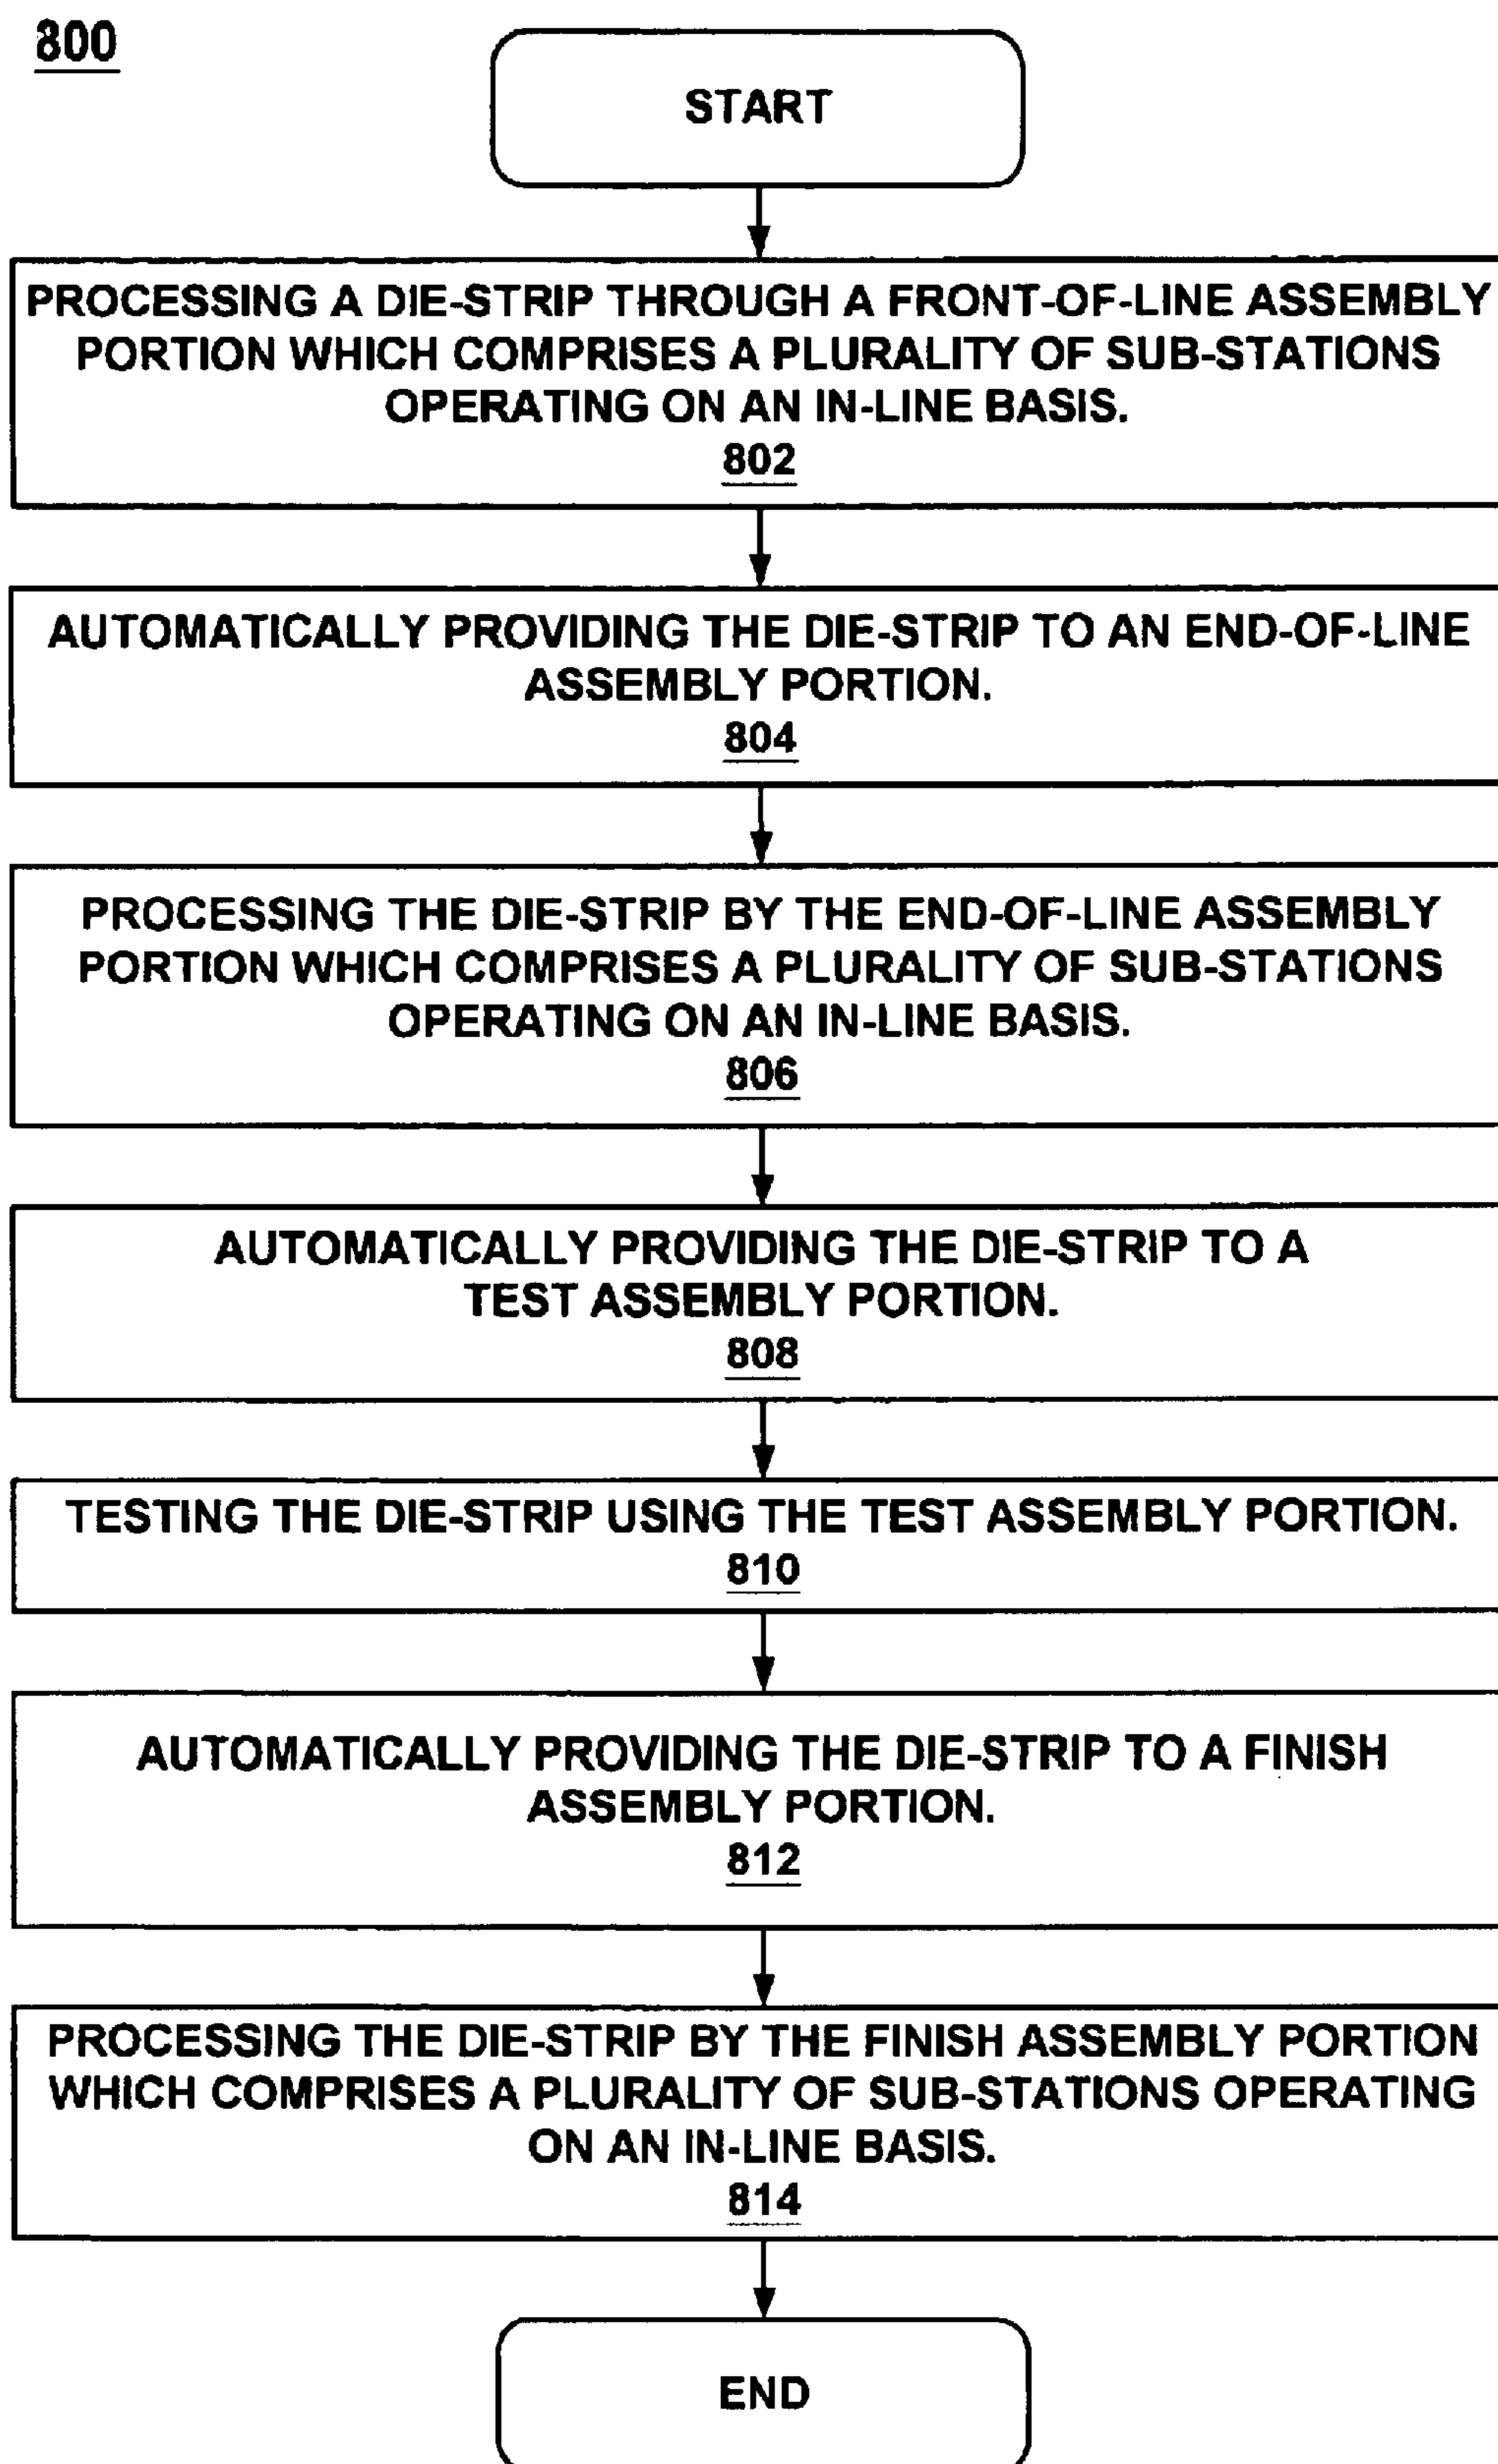 800
START
PROCESSING A DIE-STRIP THROUGH A FRONT-OF-LINE ASSEMBLY
PORTION WHICH COMPRISES A PLURALITY OF SUB-STATIONS
OPERATING ON AN IN-LINE BASIS.
802
AUTOMATICALLY PROVIDING THE DIE-STRIP TO AN END-OF-LINE
ASSEMBLY PORTION.
804
PROCESSING THE DIE-STRIP BY THE END-OF-LINE ASSEMBLY
PORTION WHICH COMPRISES A PLURALITY OF SUB-STATIONS
OPERATING ON AN IN-LINE BASIS.
806
AUTOMATICALLY PROVIDING THE DIE-STRIP TO A
TEST ASSEMBLY PORTION.
808
TESTING THE DIE-STRIP USING THE TEST ASSEMBLY PORTION.
810
AUTOMATICALLY PROVIDING THE DIE-STRIP TO A FINISH
ASSEMBLY PORTION.
812
PROCESSING THE DIE-STRIP BY THE FINISH ASSEMBLY PORTION
WHICH COMPRISES A PLURALITY OF SUB-STATIONS OPERATING
ON AN IN-LINE BASIS.
814
END